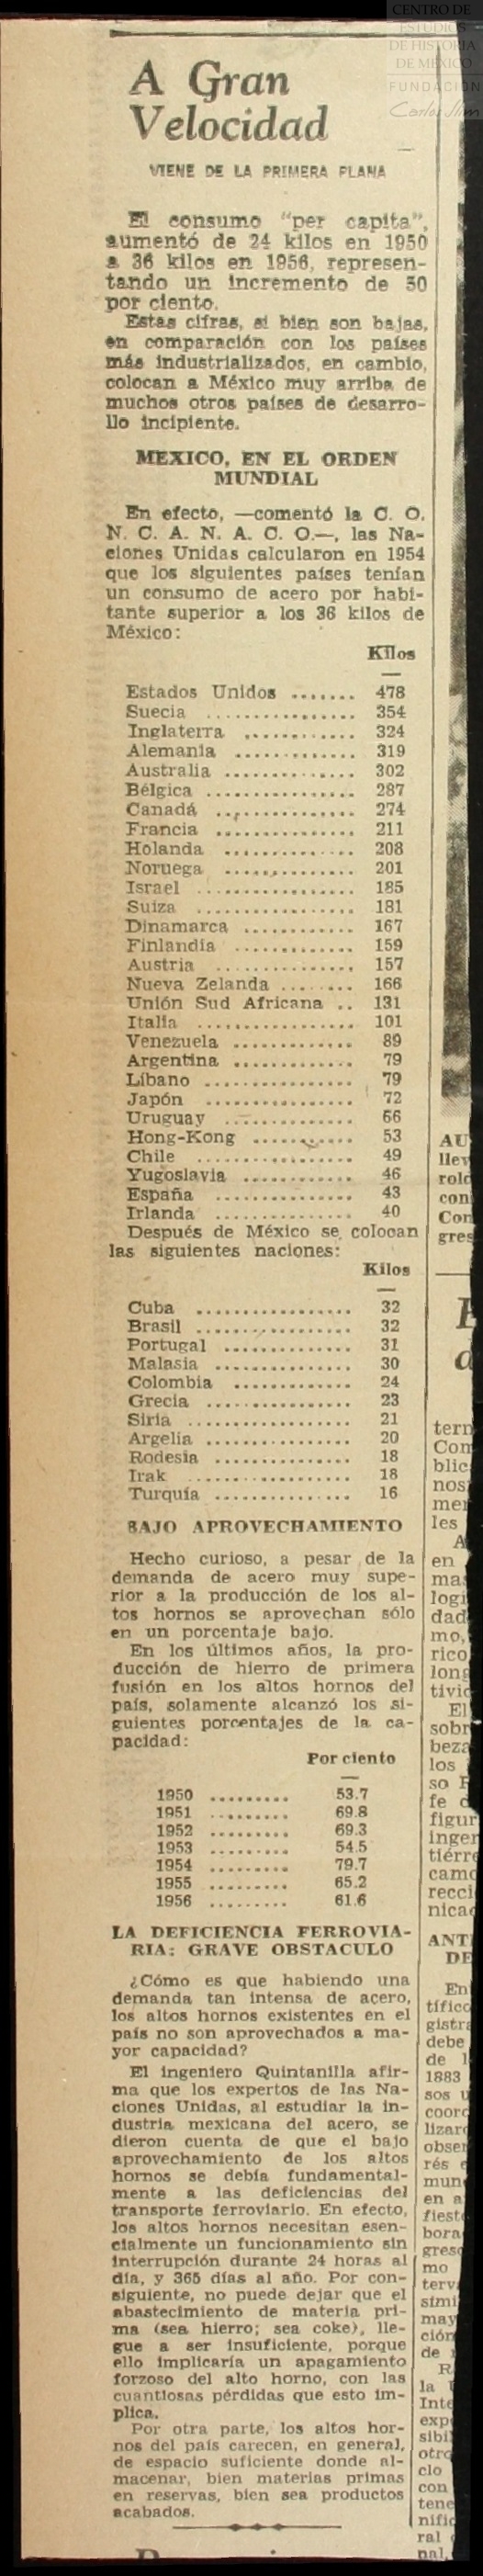 CENTRO DE
ESTUDIOS
DE HISTORIA
DE MÉXICO
FUNDACIÓN
Carlos Slim
A Gran
Velocidad
VIENE DE LA PRIMERA PLANA
El consumo "per capita",
aumentó de 24 kilos en 1950
a 36 kilos en 1956, represen-
tando un incremento de 50
por ciento.
Estas cifras, si bien son bajas,
en comparación con los países
más industrializados, en cambio,
colocan a México muy arriba de
muchos otros países de desarro-
llo incipiente.
MEXICO, EN EL ORDEN
MUNDIAL
En efecto, —comentó la C. O.
N. C. A. N. A. C. O.—, las Na-
ciones Unidas calcularon en 1954
que los siguientes países tenían
un consumo de acero por habi-
tante superior a los 36 kilos de
México:
Kilos
Estados Unidos ....... 478
Suecia ................ 354
Inglaterra ............ 324
Alemania ............. 319
Australia .............. 302
Bélgica ................ 287
Canadá ............... 274
Francia ............... 211
Holanda .............. 208
Noruega ............. 201
Israel ................. 185
Suiza ................. 181
Dinamarca ............ 167
Finlandia ............. 159
Austria ............... 157
Nueva Zelanda ........ 166
Unión Sud Africana .. 131
Italia ................. 101
Venezuela ............. 89
Argentina ............. 79
Líbano ................ 79
Japón ................ 72
Uruguay .............. 66
Hong-Kong ........... 53
Chile ................. 49
Yugoslavia ............ 46
España ............... 43
Irlanda ............... 40
Después de México se colocan
las siguientes naciones:
Kilos
Cuba ................. 32
Brasil ................. 32
Portugal .............. 31
Malasia ............... 30
Colombia ............. 24
Grecia ................ 23
Siria .................. 21
Argelia ................ 20
Rodesia ............... 18
Irak .................. 18
Turquía ............... 16
BAJO APROVECHAMIENTO
Hecho curioso, a pesar de la
demanda de acero muy supe-
rior a la producción de los al-
tos hornos se aprovechan sólo
en un porcentaje bajo.
En los últimos años, la pro-
ducción de hierro de primera
fusión en los altos hornos del
país, solamente alcanzó los si-
guientes porcentajes de la ca-
pacidad:
Por ciento
1950 ......... 53.7
1951 ......... 69.8
1952 ......... 69.3
1953 ......... 54.5
1954 ......... 79.7
1955 ......... 65.2
1956 ......... 61.6
LA DEFICIENCIA FERROVIA-
RIA: GRAVE OBSTACULO
¿Cómo es que habiendo una
demanda tan intensa de acero,
los altos hornos existentes en el
país no son aprovechados a ma-
yor capacidad?
El ingeniero Quintanilla afir-
ma que los expertos de las Na-
ciones Unidas, al estudiar la in-
dustria mexicana del acero, se
dieron cuenta de que el bajo
aprovechamiento de los altos
hornos se debía fundamental-
mente a las deficiencias del
transporte ferroviario. En efecto,
los altos hornos necesitan esen-
cialmente un funcionamiento sin
interrupción durante 24 horas al
día, y 365 días al año. Por con-
siguiente, no puede dejar que el
abastecimiento de materia pri-
ma (sea hierro; sea coke), lle-
gue a ser insuficiente, porque
ello implicaría un apagamiento
forzoso del alto horno, con las
cuantiosas pérdidas que esto im-
plica.
Por otra parte, los altos hor-
nos del país carecen, en general,
de espacio suficiente donde al-
macenar, bien materias primas
en reservas, bien sea productos
acabados.